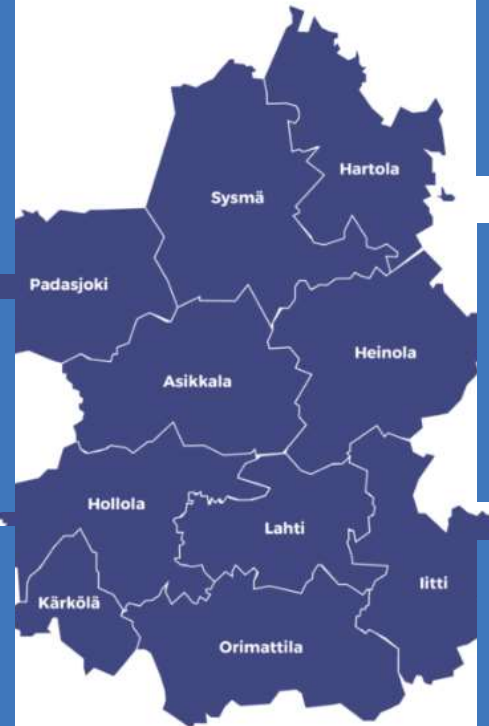 Hartola
Sysmä
Padasjoki
Heinola
Asikkala
Hollola
Lahti
Iitti
Kärkölä
Orimattila